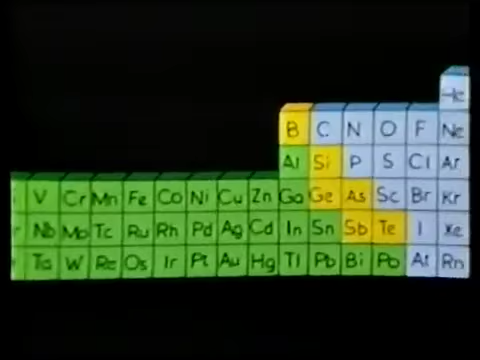 He
B C N O F Ne
Al Si P S Cl Ar
V Cr Mn Fe Co Ni Cu Zn Ga Ge As Sc Br Kr
Nb Mo Tc Ru Rh Pd Ag Cd In Sn Sb Te I Xe
Ta W Re Os Ir Pt Au Hg Tl Pb Bi Po At Rn